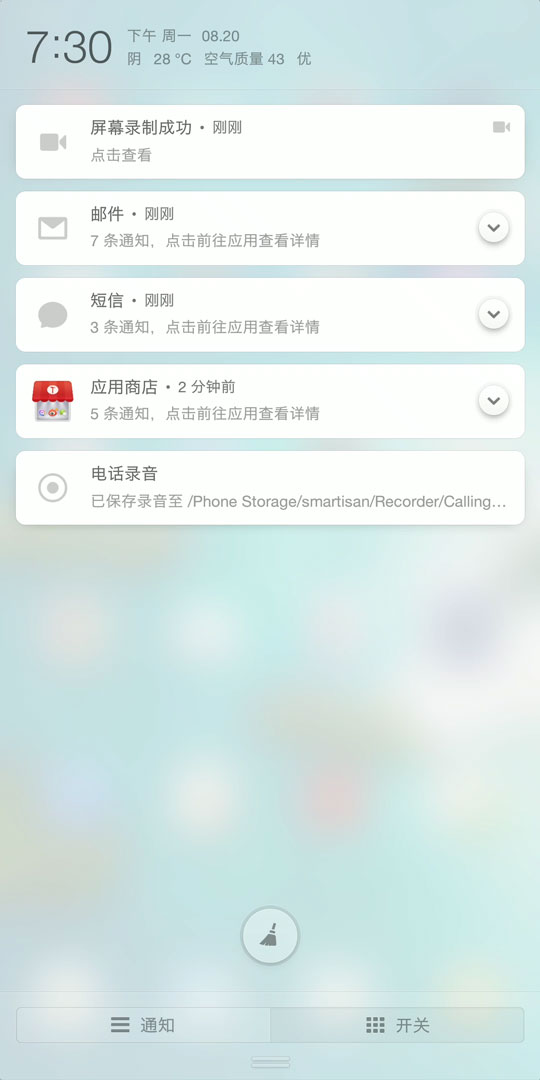 7:30
下午 周一 08.20
阴 28 °C 空气质量 43 优
屏幕录制成功 • 刚刚
点击查看
邮件 • 刚刚
7 条通知，点击前往应用查看详情
短信 • 刚刚
3 条通知，点击前往应用查看详情
应用商店 • 2 分钟前
5 条通知，点击前往应用查看详情
电话录音
已保存录音至 /Phone Storage/smartisan/Recorder/Calling…
通知
开关